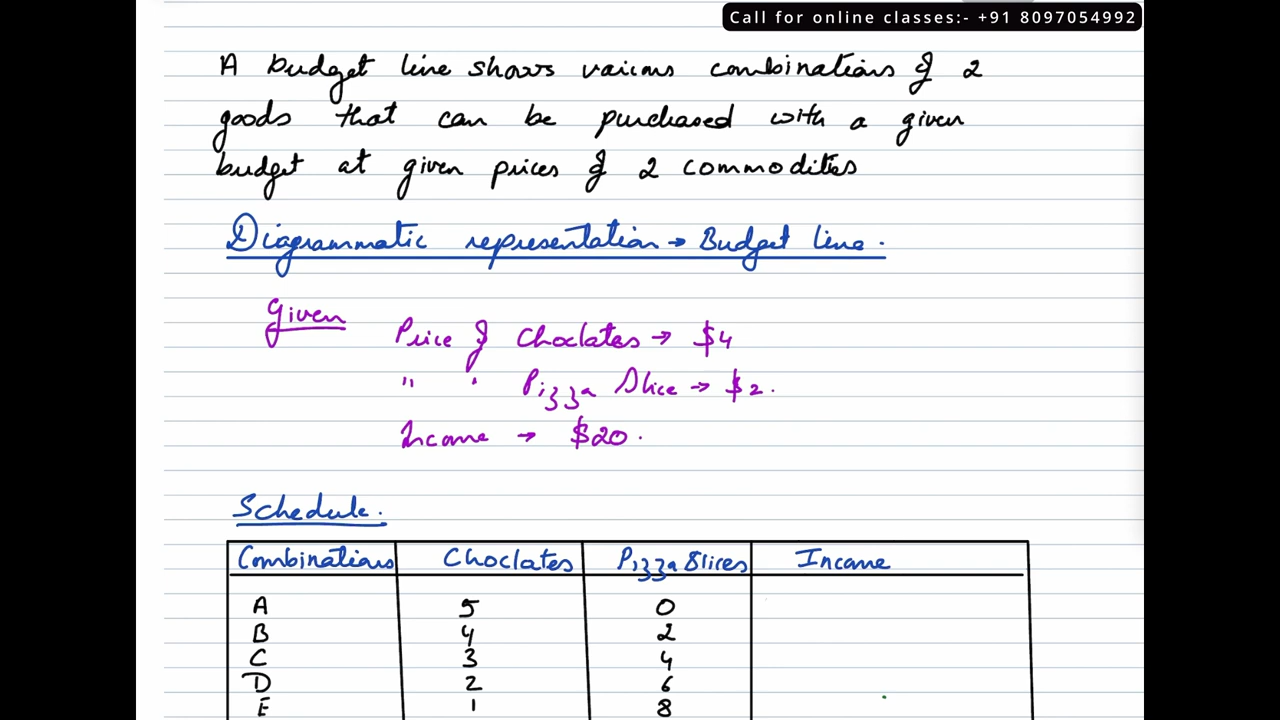 Call for online classes:- +91 8097054992
A budget line shows vaicous combinations of 2
goods that can be purchased with a given
budget at given prices of 2 commodities
Diagrammatic representation → Budget line.
Given
Price of Choclates → $4
" " Pizza Slice → $2.
Income → $20.
Schedule.
Combinations Choclates Pizza Slices Income
A 5 0
B 4 2
C 3 4
D 2 6
E 1 8